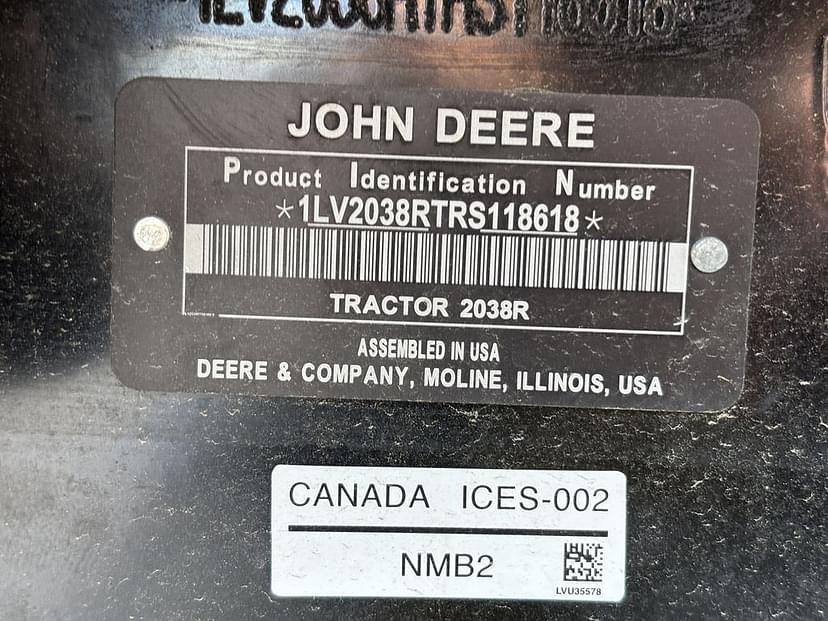 JOHN DEERE
Product Identification Number
*1LV2038RTRS118618*
TRACTOR 2038R
ASSEMBLED IN USA
DEERE & COMPANY, MOLINE, ILLINOIS, USA
CANADA ICES-002
NMB2
LVU35578